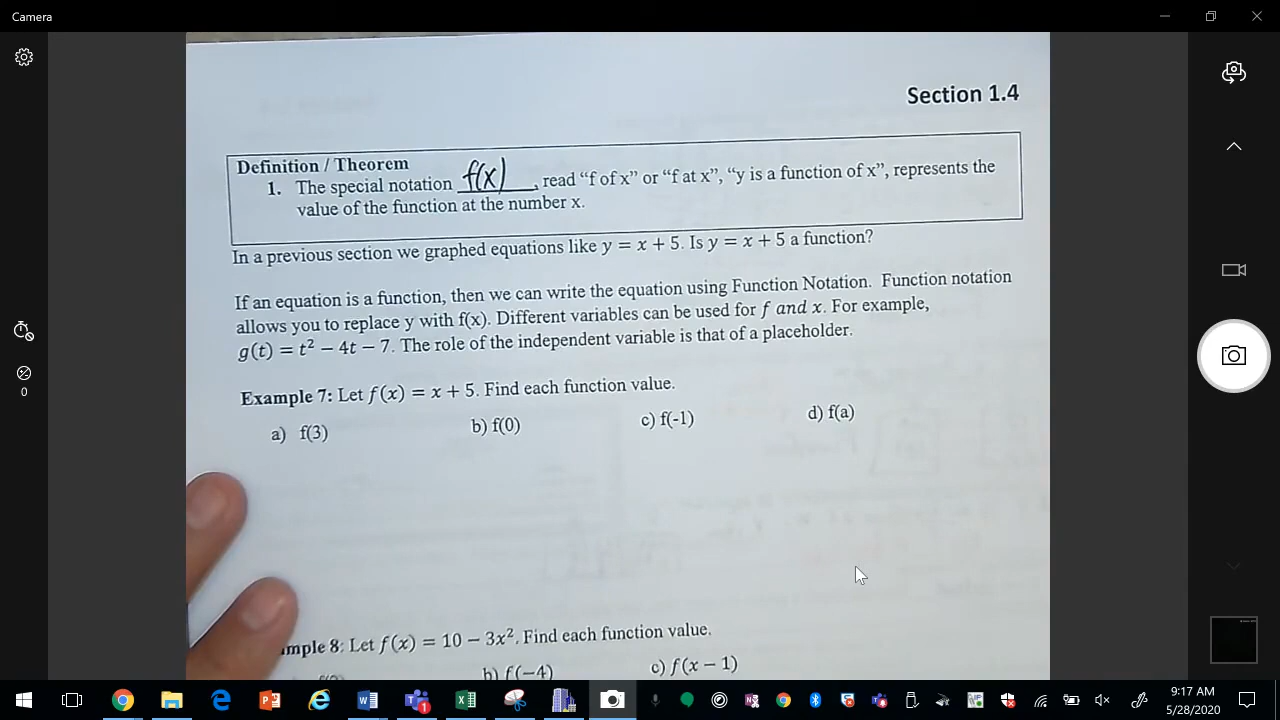 Camera
Section 1.4
Definition / Theorem
1. The special notation f(x), read “f of x” or “f at x”, “y is a function of x”, represents the
value of the function at the number x.
In a previous section we graphed equations like y = x + 5. Is y = x + 5 a function?
If an equation is a function, then we can write the equation using Function Notation. Function notation
allows you to replace y with f(x). Different variables can be used for f and x. For example,
g(t) = t² − 4t − 7. The role of the independent variable is that of a placeholder.
Example 7: Let f(x) = x + 5. Find each function value.
a) f(3) b) f(0) c) f(-1) d) f(a)
mple 8: Let f(x) = 10 − 3x². Find each function value.
b) f(−4) c) f(x − 1)
0
1
9:17 AM
5/28/2020